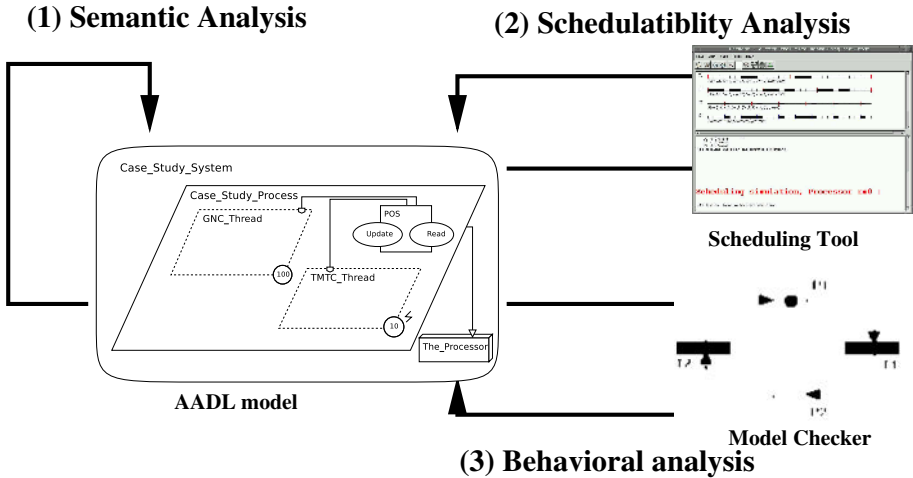 (1) Semantic Analysis
(2) Schedulatiblity Analysis
Case_Study_System
Case_Study_Process
GNC_Thread
POS
Update
Read
100
TMTC_Thread
10
The_Processor
AADL model
Scheduling simulation, Processor
Scheduling Tool
P1
T2
T1
P2
Model Checker
(3) Behavioral analysis